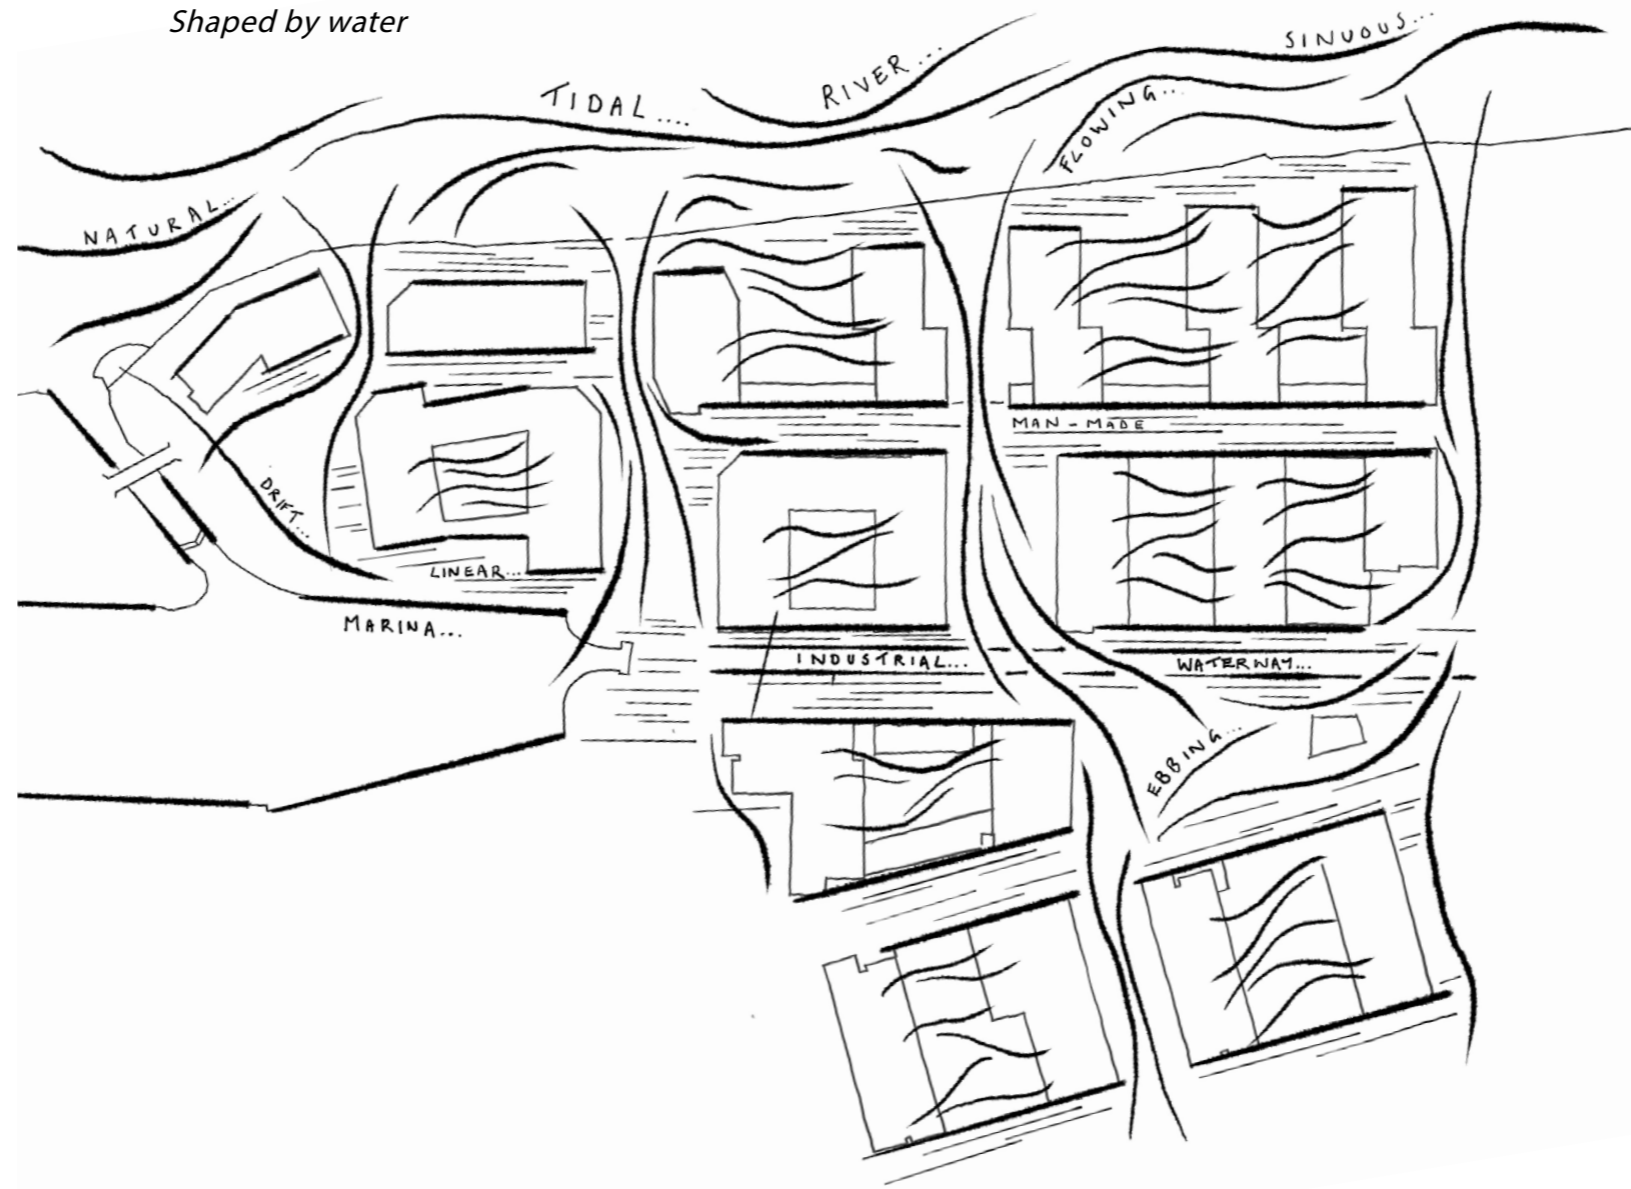 Shaped by water
SINUOUS...
RIVER...
TIDAL....
FLOWING...
NATURAL...
MAN-MADE
DRIFT...
LINEAR...
MARINA...
INDUSTRIAL...
WATERWAY...
EBBING...